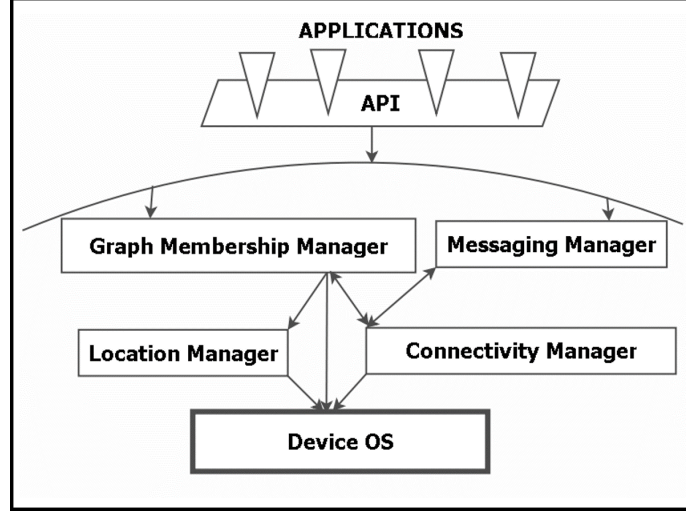 APPLICATIONS
API
Graph Membership Manager
Messaging Manager
Location Manager
Connectivity Manager
Device OS